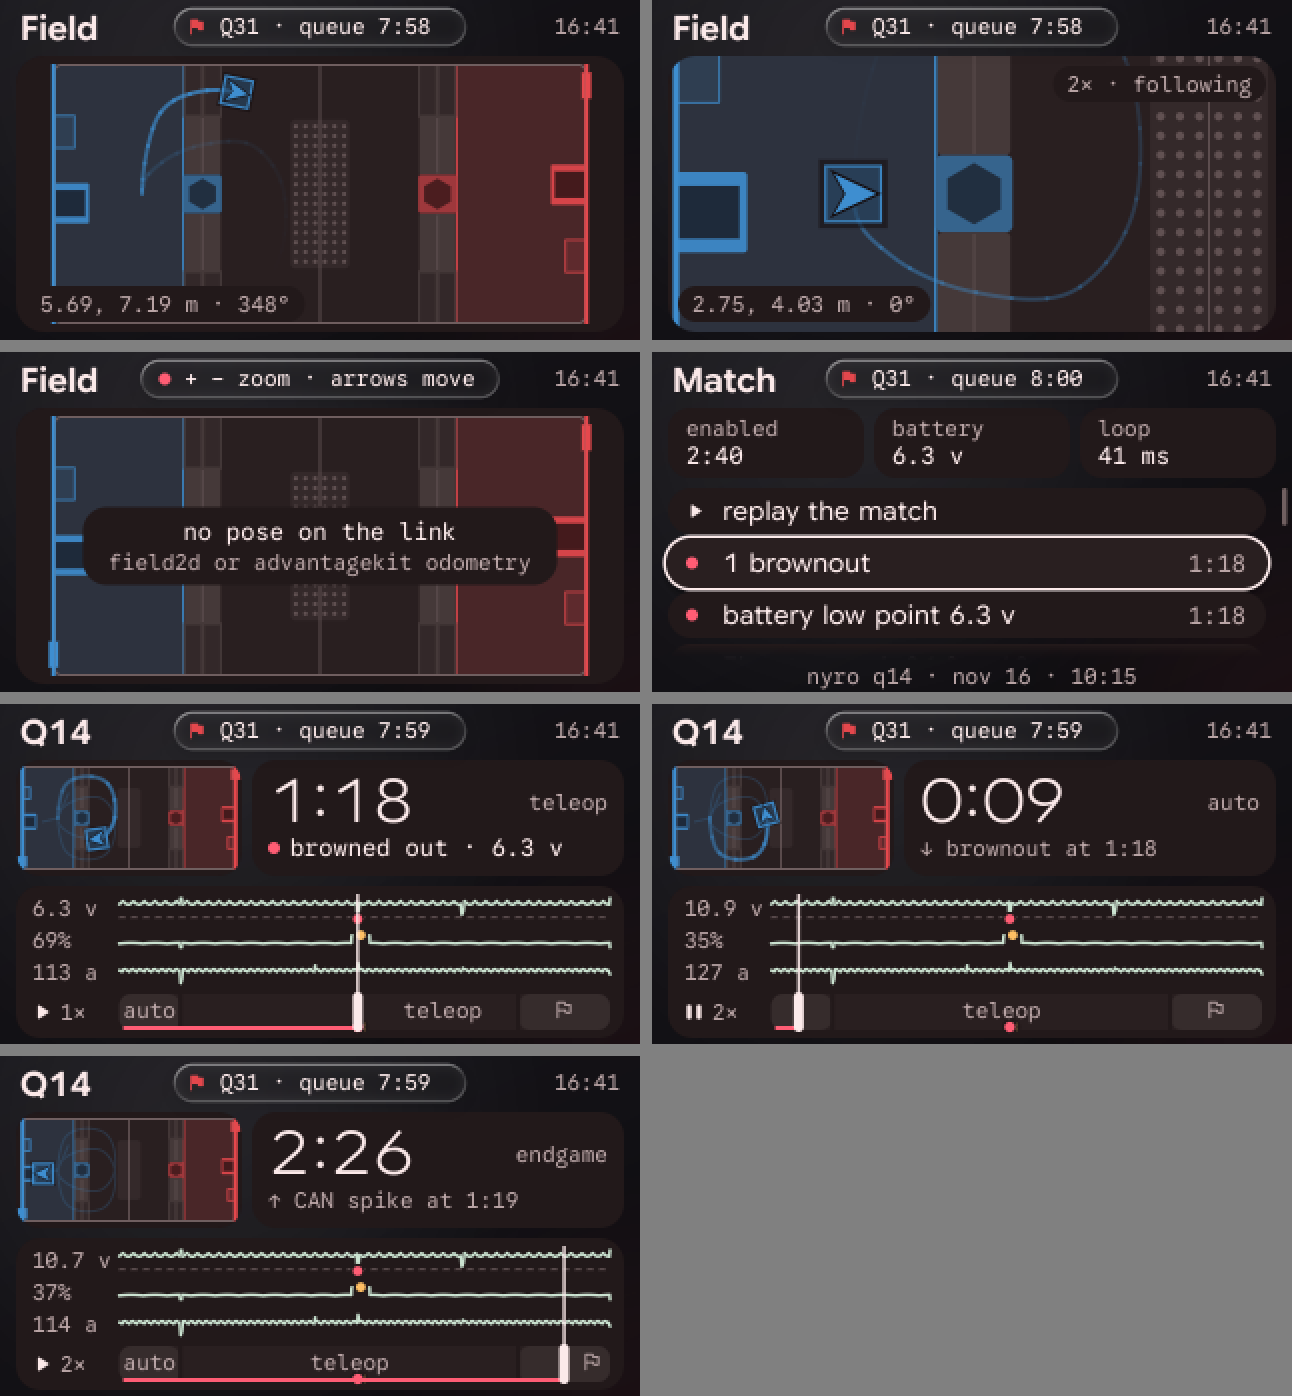 Field
Q31 · queue 7:58
16:41
5.69, 7.19 m · 348°
Field
Q31 · queue 7:58
16:41
2× · following
2.75, 4.03 m · 0°
Field
+ − zoom · arrows move
16:41
no pose on the link
field2d or advantagekit odometry
Match
Q31 · queue 8:00
16:41
enabled
2:40
battery
6.3 v
loop
41 ms
replay the match
1 brownout 1:18
battery low point 6.3 v 1:18
nyro q14 · nov 16 · 10:15
Q14
Q31 · queue 7:59
16:41
1:18 teleop
browned out · 6.3 v
6.3 v
69%
113 a
1× auto teleop
Q14
Q31 · queue 7:59
16:41
0:09 auto
↓ brownout at 1:18
10.9 v
35%
127 a
2× teleop
Q14
Q31 · queue 7:59
16:41
2:26 endgame
↑ CAN spike at 1:19
10.7 v
37%
114 a
2× auto teleop